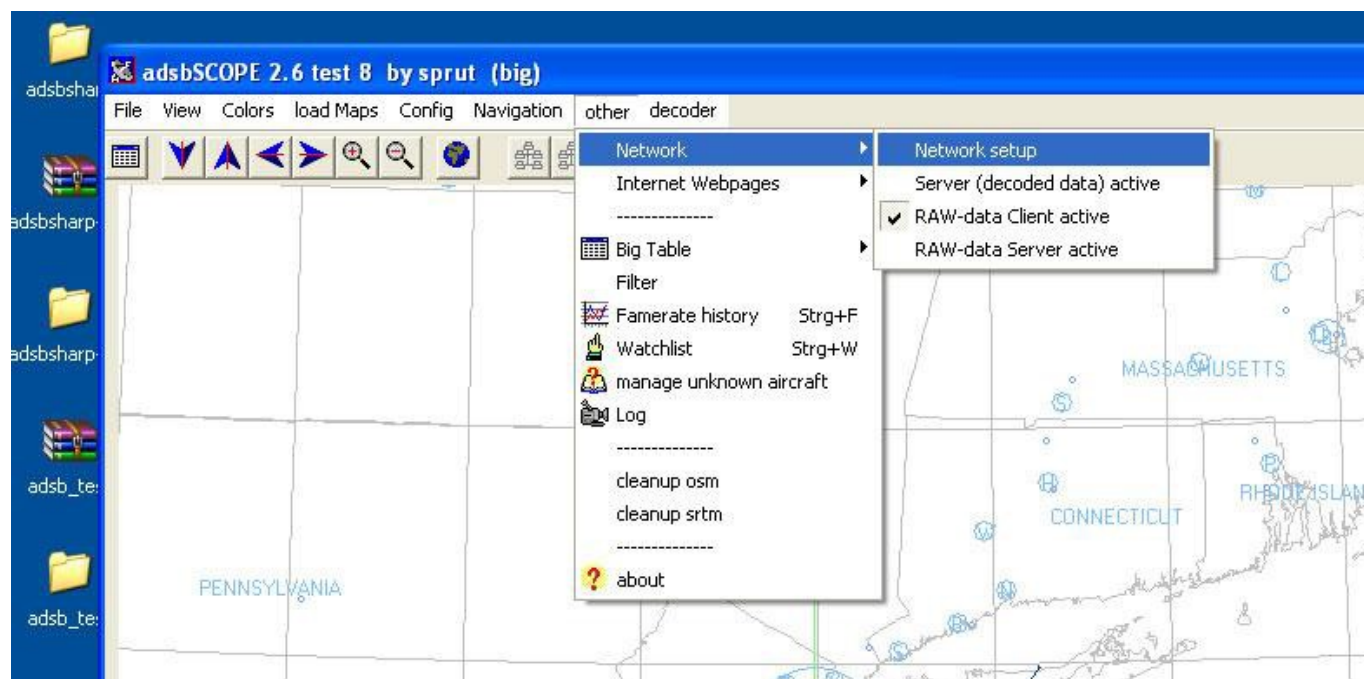 adsbshar
adsbSCOPE 2.6 test 8 by sprut (big)
File View Colors load Maps Config Navigation other decoder
Network
Network setup
Internet Webpages
Server (decoded data) active
--------------
RAW-data Client active
Big Table
RAW-data Server active
Filter
Famerate history Strg+F
Watchlist Strg+W
manage unknown aircraft
Log
--------------
cleanup osm
cleanup srtm
--------------
about
adsbsharp-
adsbsharp-
adsb_te
adsb_te
MASSACHUSETTS
RHODE ISLAN
CONNECTICUT
PENNSYLVANIA